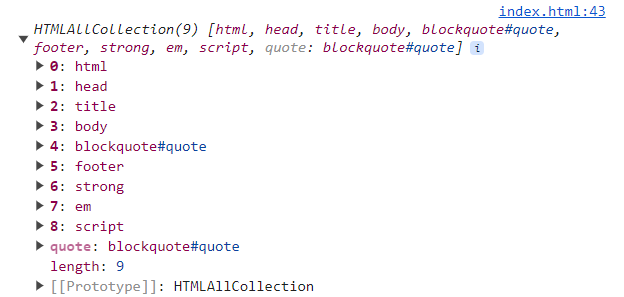 index.html:43
HTMLAllCollection(9) [html, head, title, body, blockquote#quote,
footer, strong, em, script, quote: blockquote#quote] i
0: html
1: head
2: title
3: body
4: blockquote#quote
5: footer
6: strong
7: em
8: script
quote: blockquote#quote
length: 9
[[Prototype]]: HTMLAllCollection